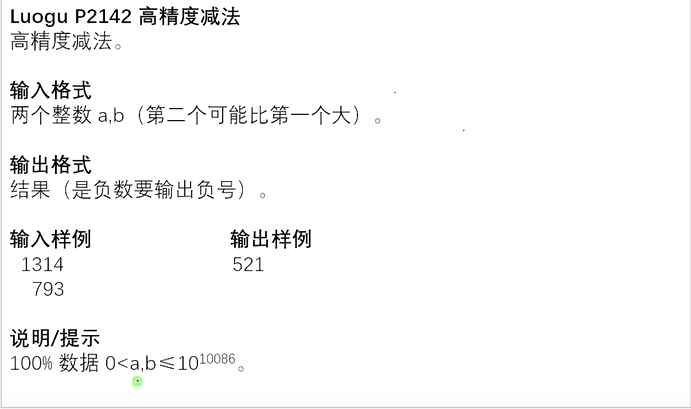 Luogu P2142 高精度减法
高精度减法。
输入格式
两个整数 a,b（第二个可能比第一个大）。
输出格式
结果（是负数要输出负号）。
输入样例 输出样例
1314 521
793
说明/提示
100% 数据 0<a,b≤10^10086。